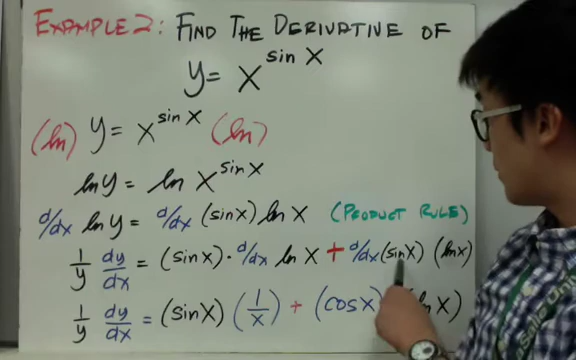 EXAMPLE 2: FIND THE DERIVATIVE OF
y = x^sin x
(ln) y = x^sin x (ln)
ln y = ln x^sin x
d/dx ln y = d/dx (sin x) ln x (PRODUCT RULE)
1/y dy/dx = (sin x) · d/dx ln x + d/dx (sin x) (ln x)
1/y dy/dx = (sin x) (1/x) + (cos x) x)